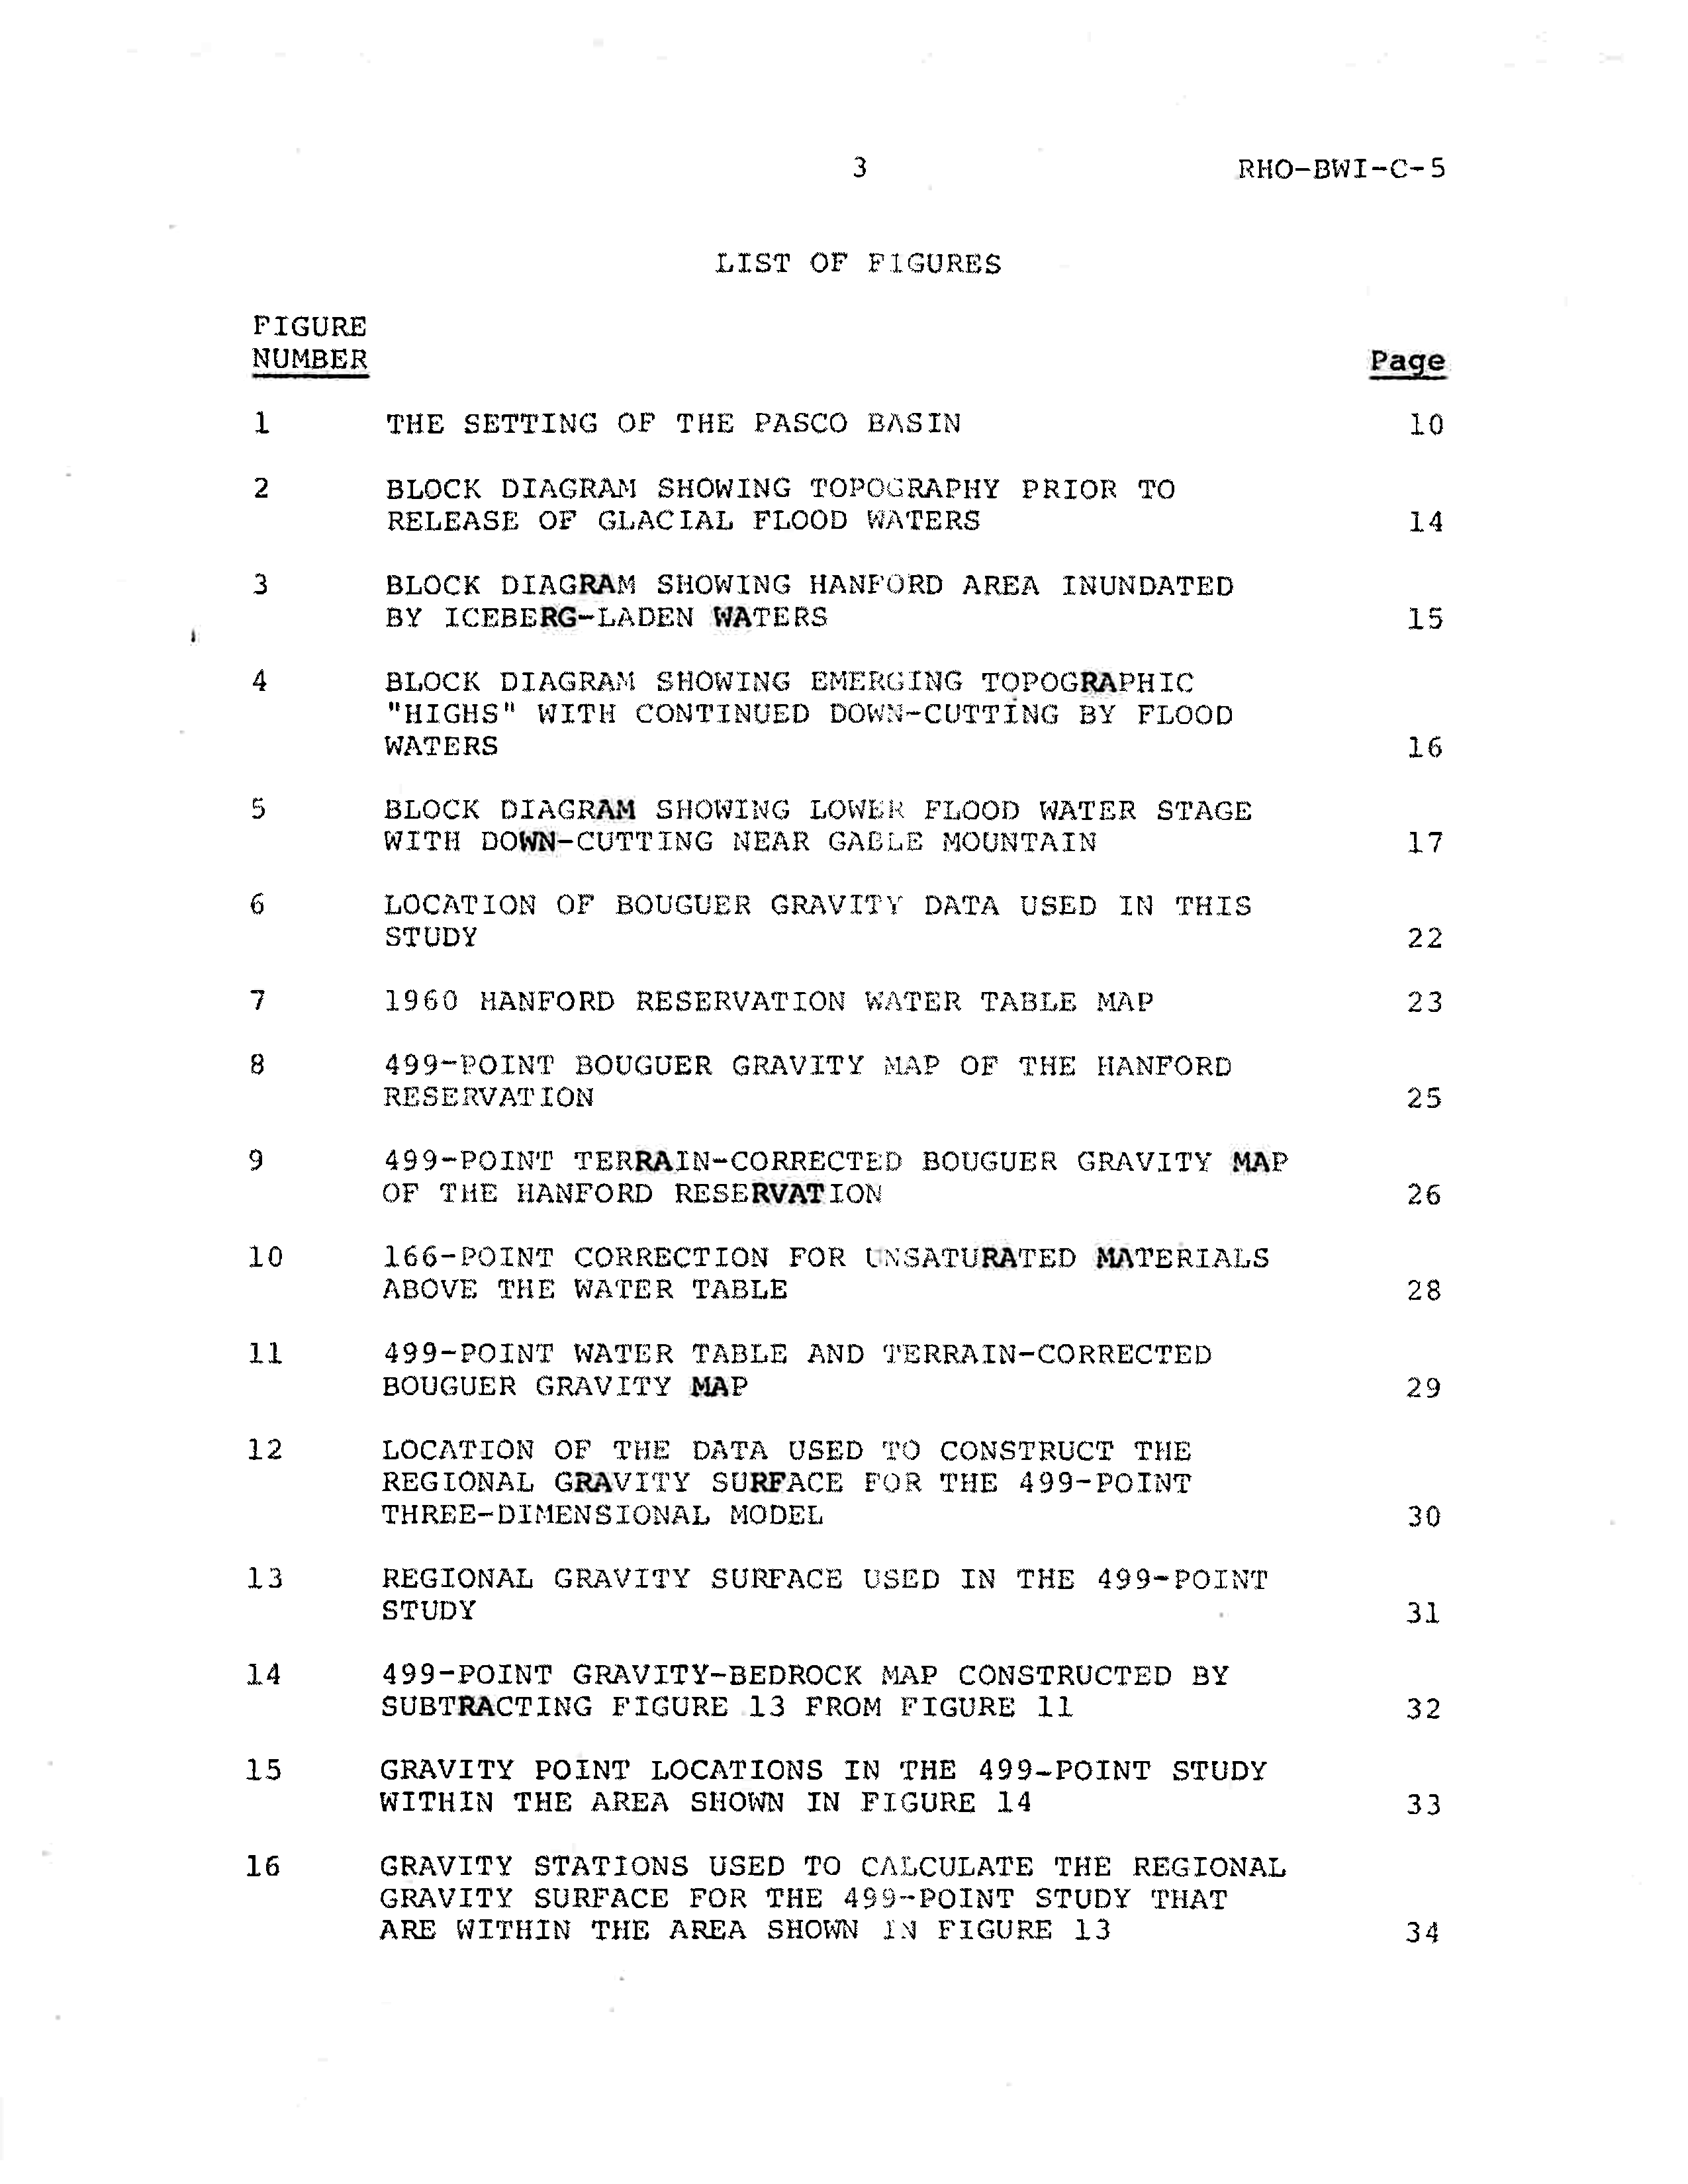 3 RHO-BWI-C-5
LIST OF FIGURES
FIGURE
NUMBER Page
1 THE SETTING OF THE PASCO BASIN 10
2 BLOCK DIAGRAM SHOWING TOPOGRAPHY PRIOR TO
RELEASE OF GLACIAL FLOOD WATERS 14
3 BLOCK DIAGRAM SHOWING HANFORD AREA INUNDATED
BY ICEBERG-LADEN WATERS 15
4 BLOCK DIAGRAM SHOWING EMERGING TOPOGRAPHIC
"HIGHS" WITH CONTINUED DOWN-CUTTING BY FLOOD
WATERS 16
5 BLOCK DIAGRAM SHOWING LOWER FLOOD WATER STAGE
WITH DOWN-CUTTING NEAR GABLE MOUNTAIN 17
6 LOCATION OF BOUGUER GRAVITY DATA USED IN THIS
STUDY 22
7 1960 HANFORD RESERVATION WATER TABLE MAP 23
8 499-POINT BOUGUER GRAVITY MAP OF THE HANFORD
RESERVATION 25
9 499-POINT TERRAIN-CORRECTED BOUGUER GRAVITY MAP
OF THE HANFORD RESERVATION 26
10 166-POINT CORRECTION FOR UNSATURATED MATERIALS
ABOVE THE WATER TABLE 28
11 499-POINT WATER TABLE AND TERRAIN-CORRECTED
BOUGUER GRAVITY MAP 29
12 LOCATION OF THE DATA USED TO CONSTRUCT THE
REGIONAL GRAVITY SURFACE FOR THE 499-POINT
THREE-DIMENSIONAL MODEL 30
13 REGIONAL GRAVITY SURFACE USED IN THE 499-POINT
STUDY 31
14 499-POINT GRAVITY-BEDROCK MAP CONSTRUCTED BY
SUBTRACTING FIGURE 13 FROM FIGURE 11 32
15 GRAVITY POINT LOCATIONS IN THE 499-POINT STUDY
WITHIN THE AREA SHOWN IN FIGURE 14 33
16 GRAVITY STATIONS USED TO CALCULATE THE REGIONAL
GRAVITY SURFACE FOR THE 499-POINT STUDY THAT
ARE WITHIN THE AREA SHOWN IN FIGURE 13 34